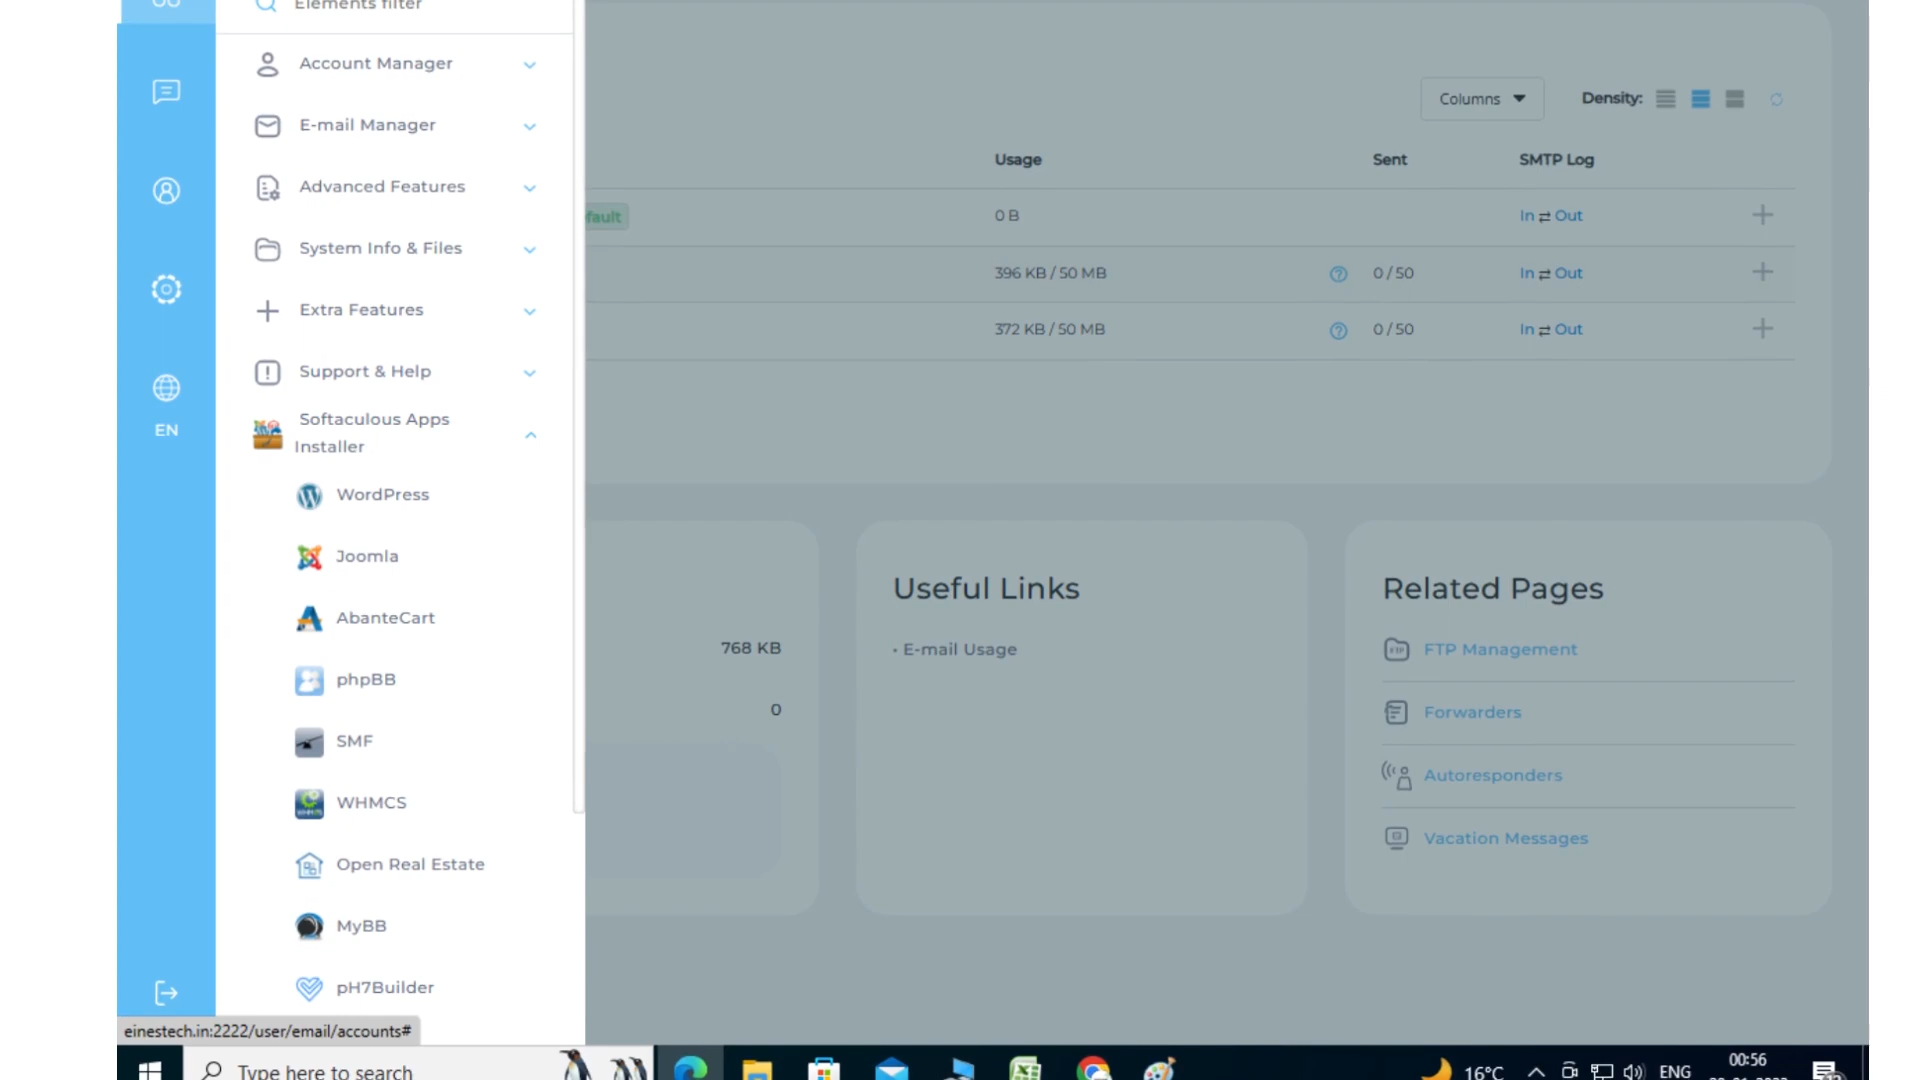 Elements filter
Account Manager
E-mail Manager
Advanced Features
System Info & Files
Extra Features
Support & Help
Softaculous Apps
Installer
WordPress
Joomla
AbanteCart
phpBB
SMF
WHMCS
Open Real Estate
MyBB
pH7Builder
EN
Columns
Density:
Usage Sent SMTP Log
fault 0 B In ⇄ Out
396 KB / 50 MB 0 / 50 In ⇄ Out
372 KB / 50 MB 0 / 50 In ⇄ Out
768 KB
0
Useful Links
• E-mail Usage
Related Pages
FTP Management
Forwarders
Autoresponders
Vacation Messages
einestech.in:2222/user/email/accounts#
Type here to search
16°C
ENG
00:56